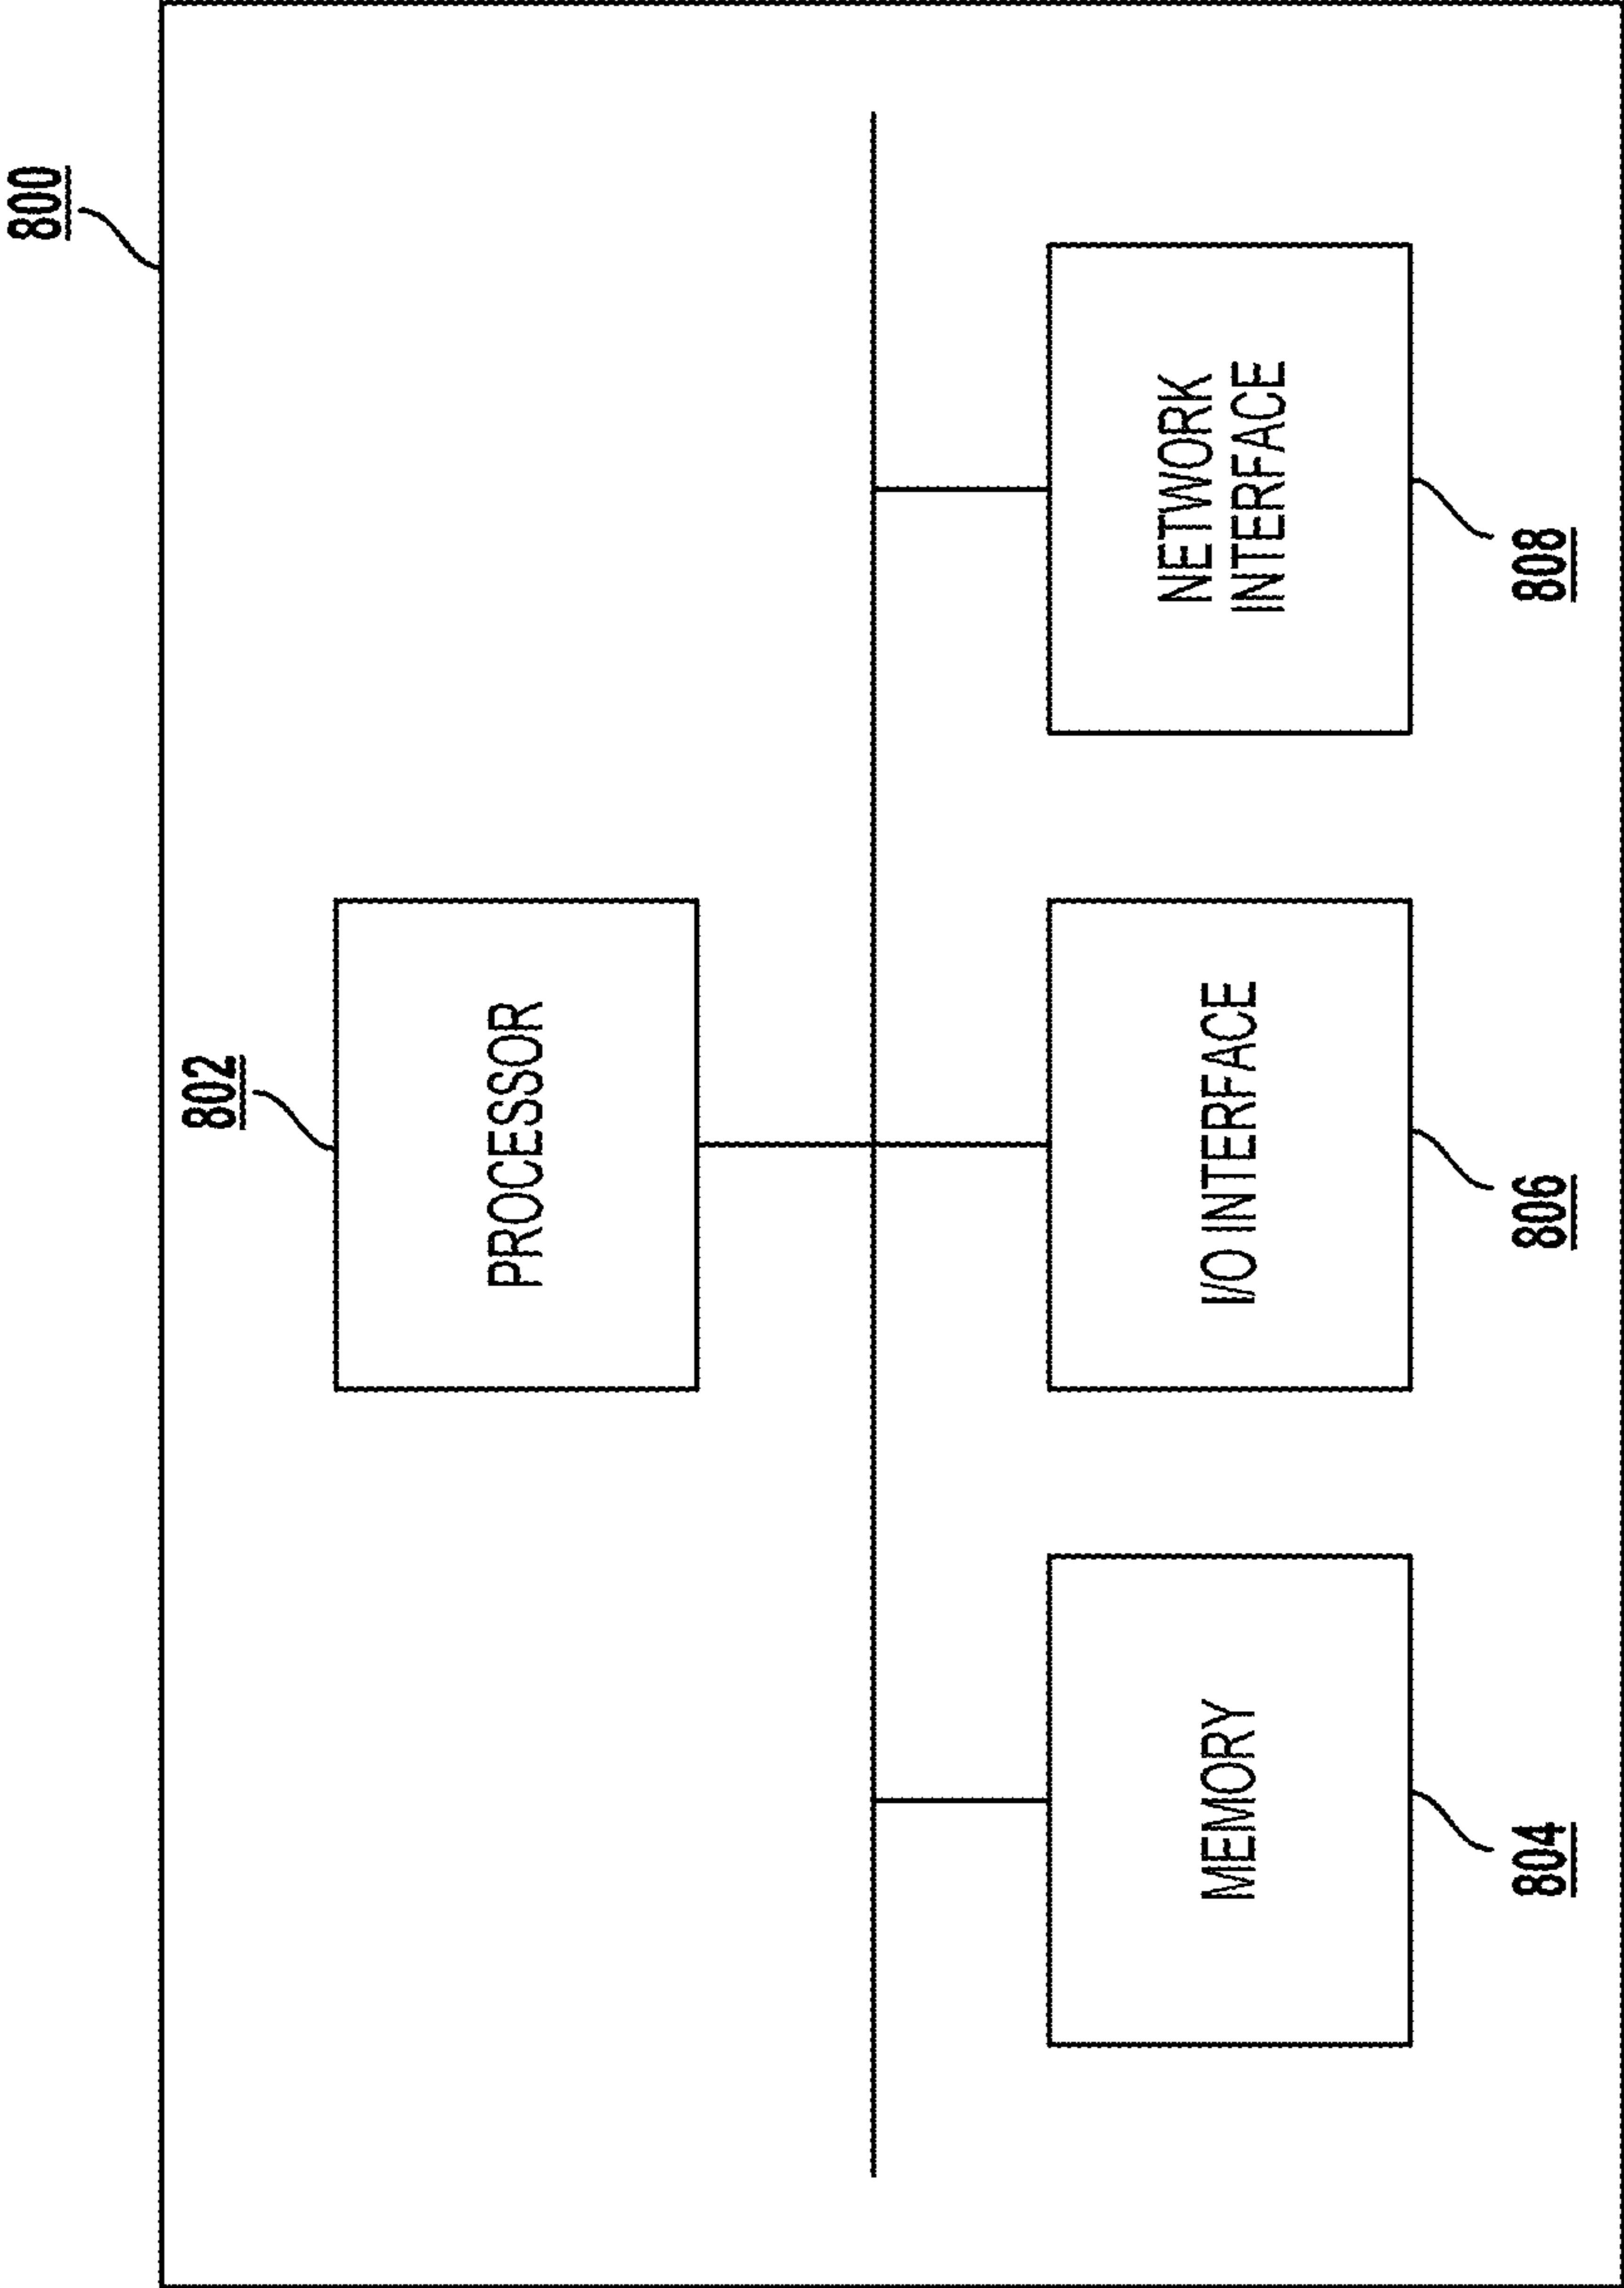 800
802
PROCESSOR
MEMORY
I/O INTERFACE
NETWORK
INTERFACE
804
806
808